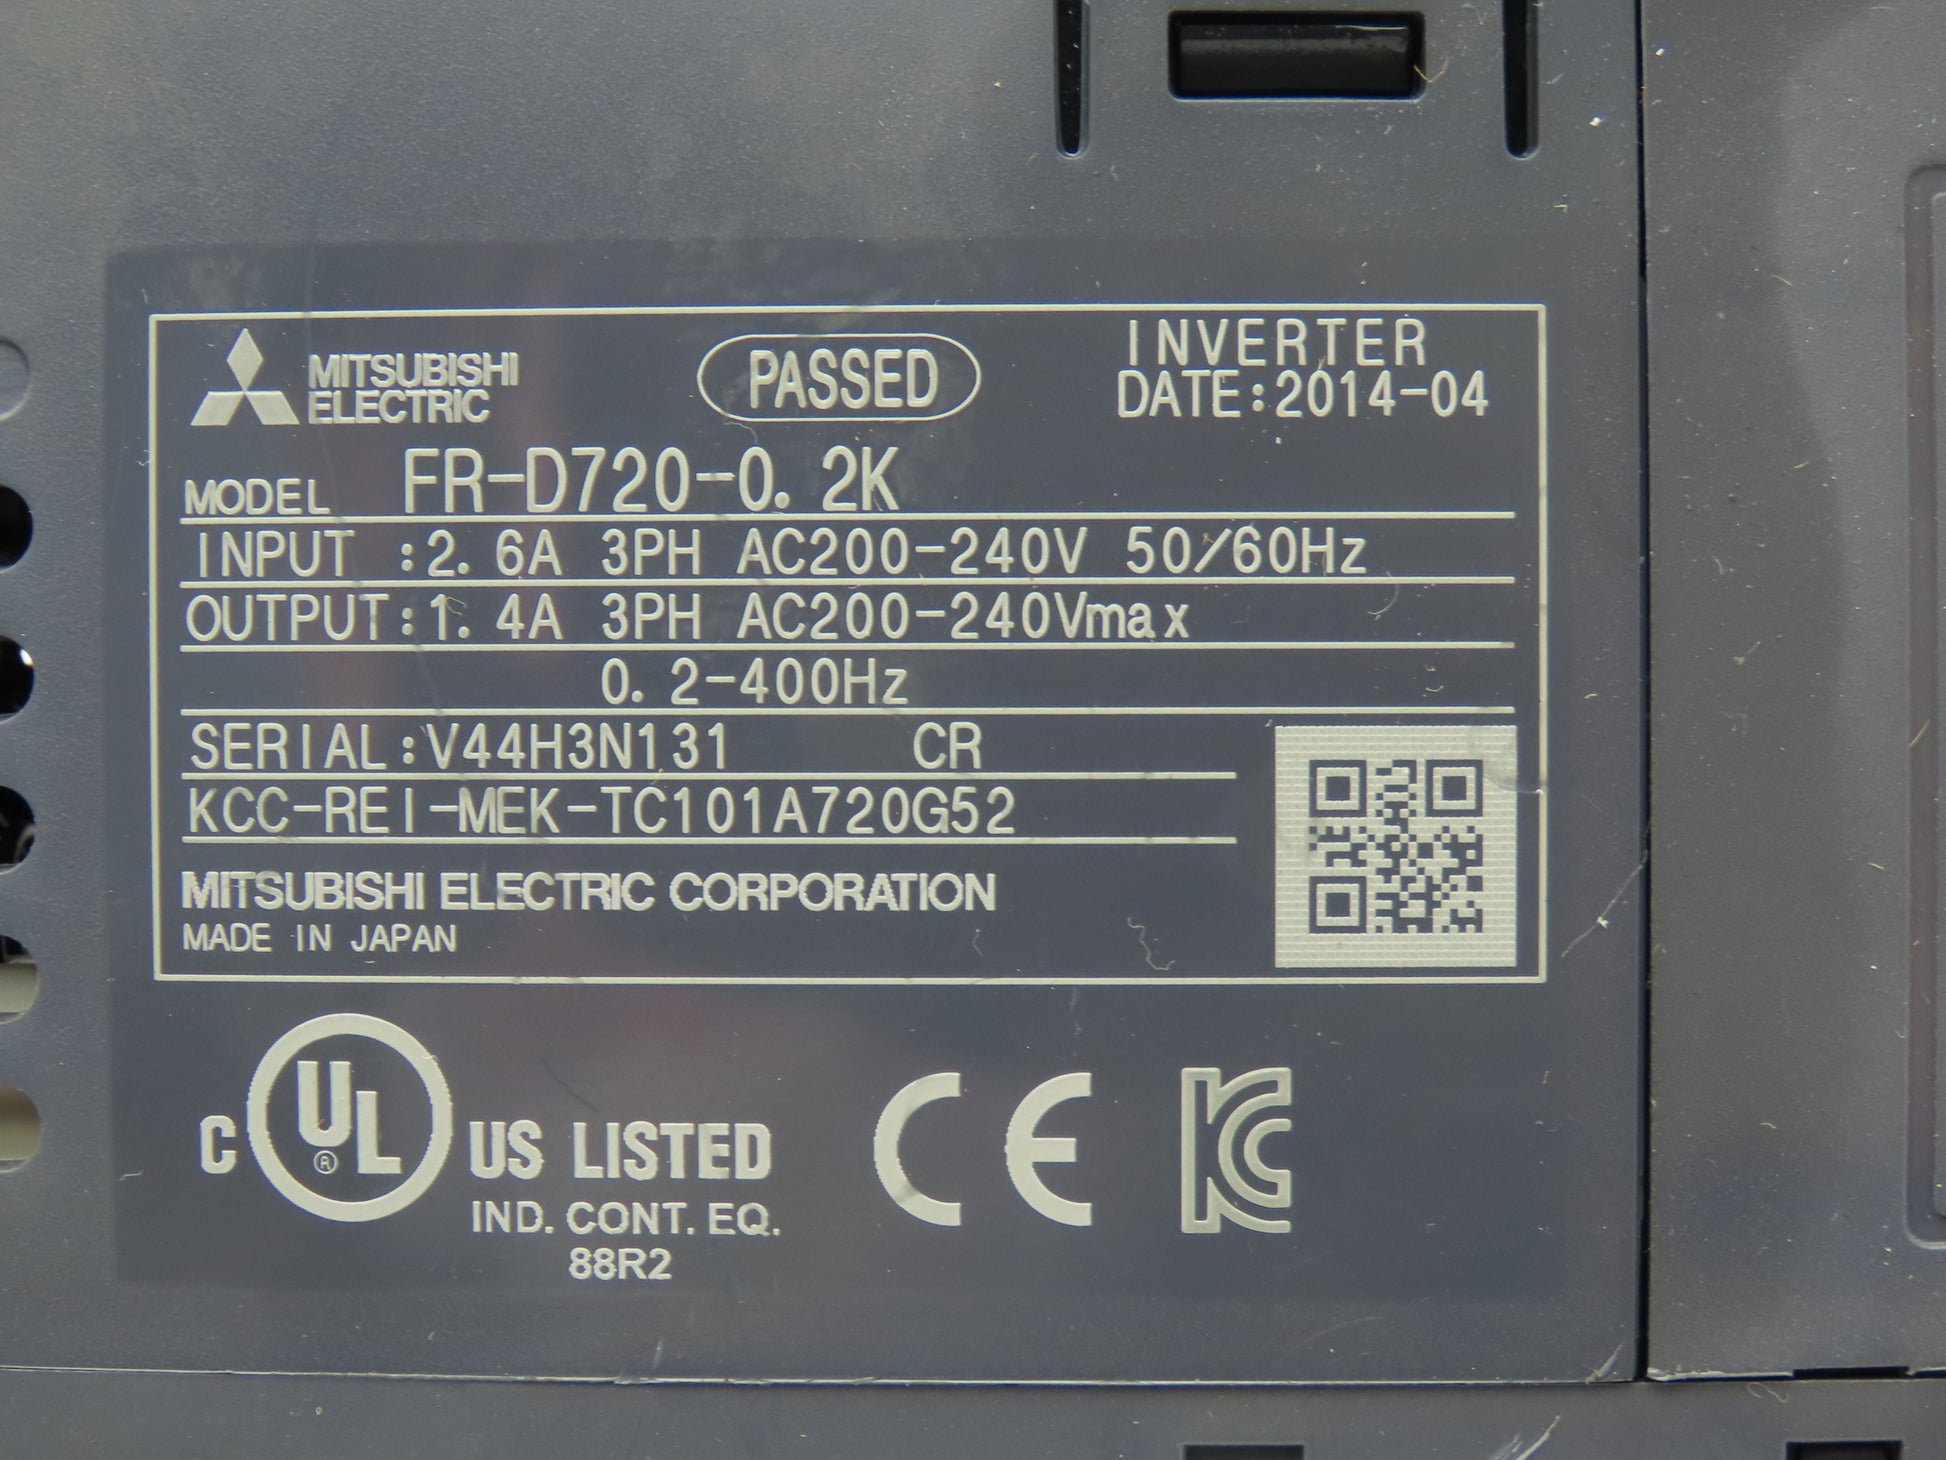 MITSUBISHI
ELECTRIC
PASSED
INVERTER
DATE:2014-04
MODEL FR-D720-0.2K
INPUT :2.6A 3PH AC200-240V 50/60Hz
OUTPUT:1.4A 3PH AC200-240Vmax
0.2-400Hz
SERIAL:V44H3N131 CR
KCC-REI-MEK-TC101A720G52
MITSUBISHI ELECTRIC CORPORATION
MADE IN JAPAN
C UL ® US LISTED
IND. CONT. EQ.
88R2
CE
KC